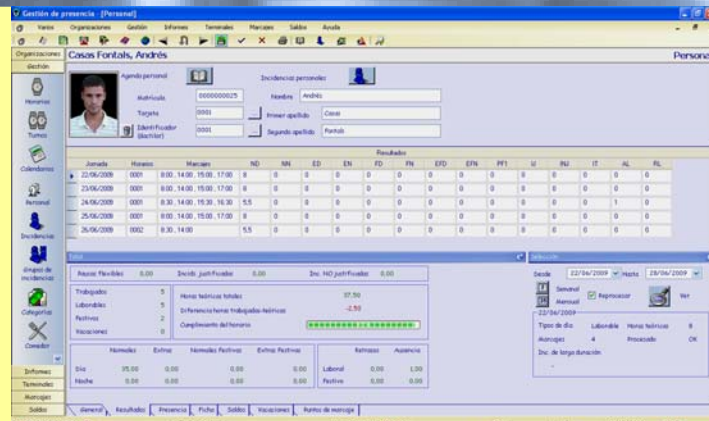 Gestión de presencia - [Personal]
Varios Organizaciones Gestión Informes Terminales Marcajes Saldos Ayuda
Organizaciones
Gestión
Horarios
Turnos
Calendarios
Personal
Incidencias
Grupos de incidencias
Categorías
Comedor
Informes
Terminales
Marcajes
Saldos
Casas Fontals, Andrés
Agenda personal Incidencias personales
Matrícula 0000000025 Nombre Andrés
Tarjeta 0001 ... Primer apellido Casas
Identificador (dactilar) 0001 ... Segundo apellido Fontals
Resultados
Jornada Horarios Marcajes ND NN ED EN FD FN EFD EFN PF1 IJ INJ IT AL RL
22/06/2009 0001 8:00 . 14:00 . 15:00 . 17:00 8 0 0 0 0 0 0 0 0 0 0 0 0 0
23/06/2009 0001 8:00 . 14:00 . 15:00 . 17:00 8 0 0 0 0 0 0 0 0 0 0 0 0 0
24/06/2009 0001 8:30 . 14:00 . 15:30 . 16:30 5,5 0 0 0 0 0 0 0 0 0 0 0 1 0
25/06/2009 0001 8:00 . 14:00 . 15:00 . 17:00 8 0 0 0 0 0 0 0 0 0 0 0 0 0
26/06/2009 0002 8:30 . 14:00 5,5 0 0 0 0 0 0 0 0 0 0 0 0 0
Total
Pausas flexibles 0,00 Incids. justificadas 0,00 Inc. NO justificadas 0,00
Trabajados 5
Laborables 5
Festivos 2
Vacaciones 0
Horas teóricas totales 37,50
Diferencia horas trabajadas-teóricas -2,50
Cumplimiento del horario
Normales Extras Normales Festivas Extras Festivas
Día 35,00 0,00 0,00 0,00
Noche 0,00 0,00 0,00 0,00
Retrasos Ausencia
Laboral 0,00 1,00
Festivo 0,00 0,00
Selección
Desde 22/06/2009 Hasta 28/06/2009
Semanal
Mensual
Reprocesar
Ver
22/06/2009
Tipos de día Laborable Horas teóricas 8
Marcajes 4 Procesado OK
Inc. de larga duración
-
General Resultados Presencia Ficha Saldos Vacaciones Puntos de marcaje